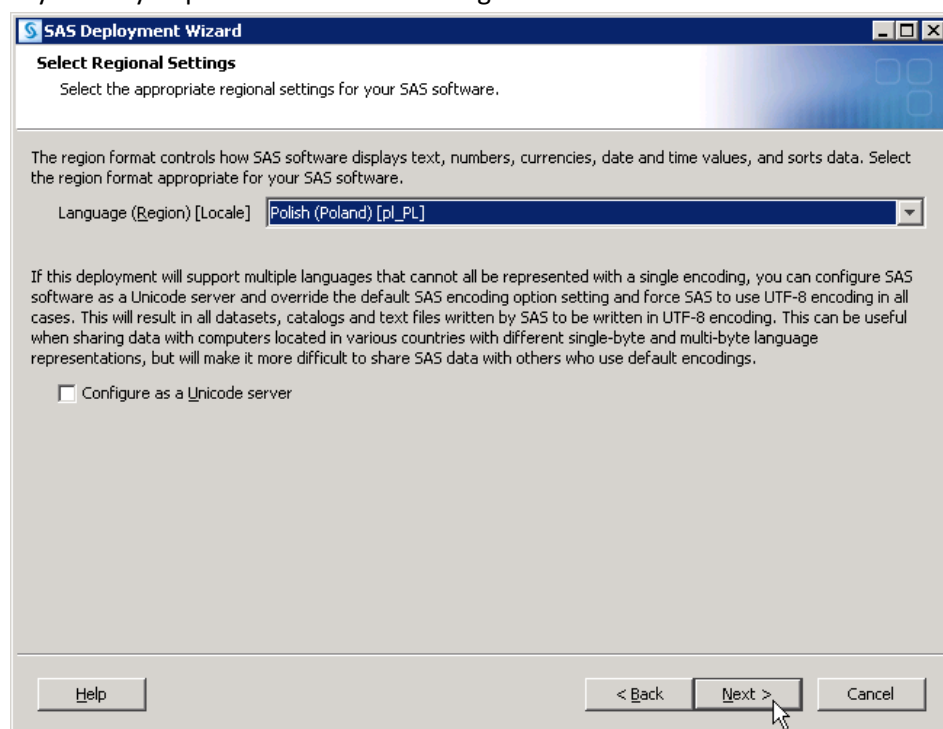 SAS Deployment Wizard
Select Regional Settings
Select the appropriate regional settings for your SAS software.
The region format controls how SAS software displays text, numbers, currencies, date and time values, and sorts data. Select
the region format appropriate for your SAS software.
Language (Region) [Locale] Polish (Poland) [pl_PL]
If this deployment will support multiple languages that cannot all be represented with a single encoding, you can configure SAS
software as a Unicode server and override the default SAS encoding option setting and force SAS to use UTF-8 encoding in all
cases. This will result in all datasets, catalogs and text files written by SAS to be written in UTF-8 encoding. This can be useful
when sharing data with computers located in various countries with different single-byte and multi-byte language
representations, but will make it more difficult to share SAS data with others who use default encodings.
Configure as a Unicode server
Help < Back Next > Cancel